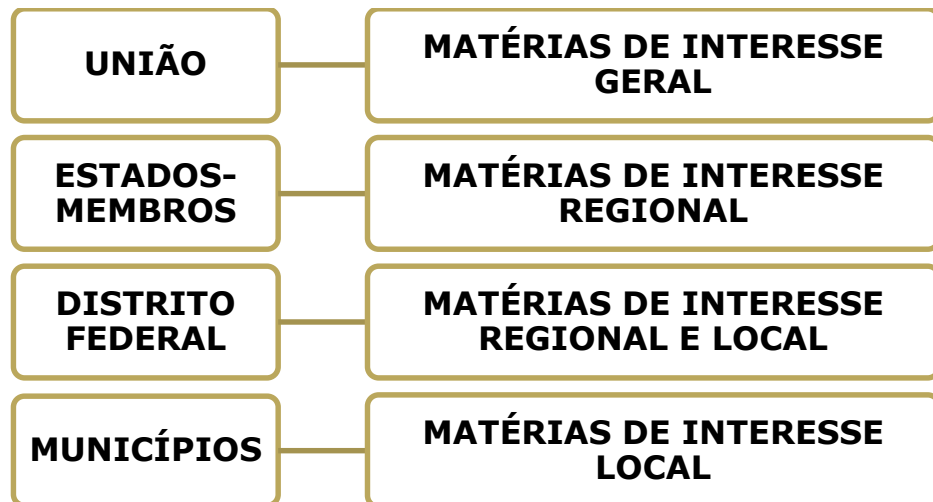 UNIÃO
MATÉRIAS DE INTERESSE
GERAL
ESTADOS-
MEMBROS
MATÉRIAS DE INTERESSE
REGIONAL
DISTRITO
FEDERAL
MATÉRIAS DE INTERESSE
REGIONAL E LOCAL
MUNICÍPIOS
MATÉRIAS DE INTERESSE
LOCAL